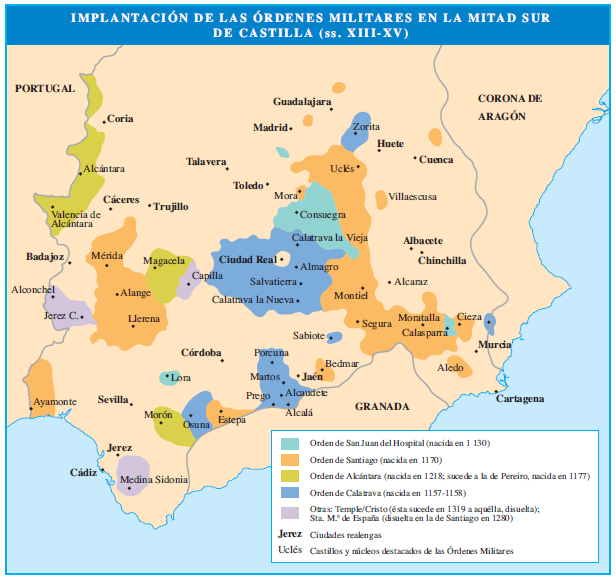 IMPLANTACIÓN DE LAS ÓRDENES MILITARES EN LA MITAD SUR
DE CASTILLA (ss. XIII-XV)
PORTUGAL
CORONA DE
ARAGÓN
Guadalajara
Coria
Madrid
Zorita
Huete
Cuenca
Talavera
Alcántara
Uclés
Toledo
Mora
Villaescusa
Cáceres
Trujillo
Valencia de
Alcántara
Consuegra
Calatrava la Vieja
Albacete
Chinchilla
Badajoz
Mérida
Magacela
Ciudad Real
Almagro
Capilla
Salvatierra
Alcaraz
Alconchel
Alange
Calatrava la Nueva
Montiel
Jerez C.
Llerena
Segura
Moratalla
Cieza
Calasparra
Sabiote
Murcia
Córdoba
Porcuna
Bedmar
Aledo
Lora
Martos
Jaén
Prego
Alcaudete
Cartagena
Ayamonte
Sevilla
Morón
Osuna
Estepa
Alcalá
GRANADA
Jerez
Cádiz
Medina Sidonia
Orden de San Juan del Hospital (nacida en 1 130)
Orden de Santiago (nacida en 1170)
Orden de Alcántara (nacida en 1218; sucede a la de Pereiro, nacida en 1177)
Orden de Calatrava (nacida en 1157-1158)
Otras: Temple/Cristo (ésta sucede en 1319 a aquélla, disuelta);
Sta. M.ª de España (disuelta en la de Santiago en 1280)
Jerez Ciudades realengas
Uclés Castillos y núcleos destacados de las Órdenes Militares